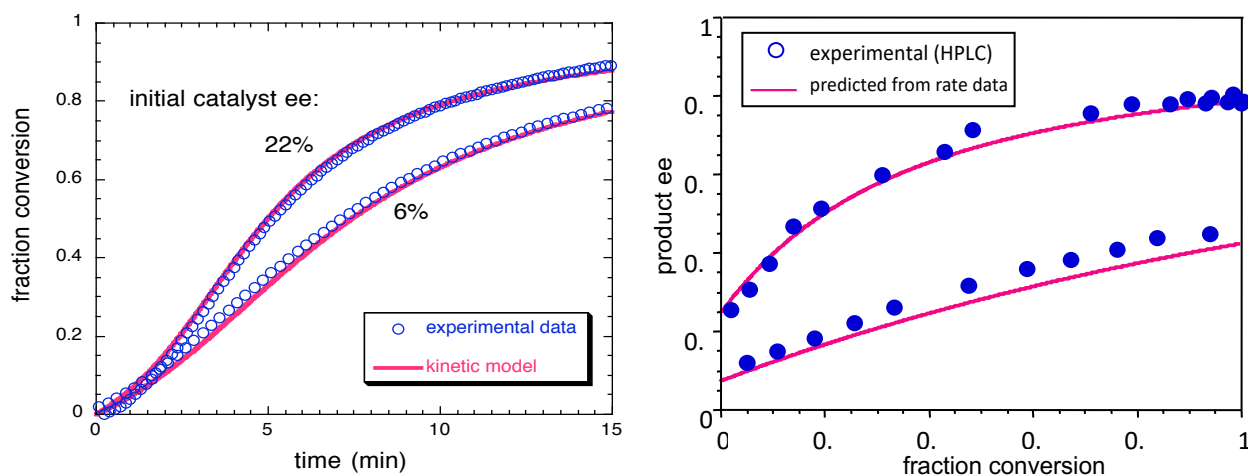 1
0.8
0.6
0.4
0.2
0
fraction conversion
initial catalyst ee:
22%
6%
experimental data
kinetic model
0
5
10
15
time (min)
1
0.
0.
0.
0.
0
product ee
experimental (HPLC)
predicted from rate data
0
0.
0.
0.
0.
1
fraction conversion